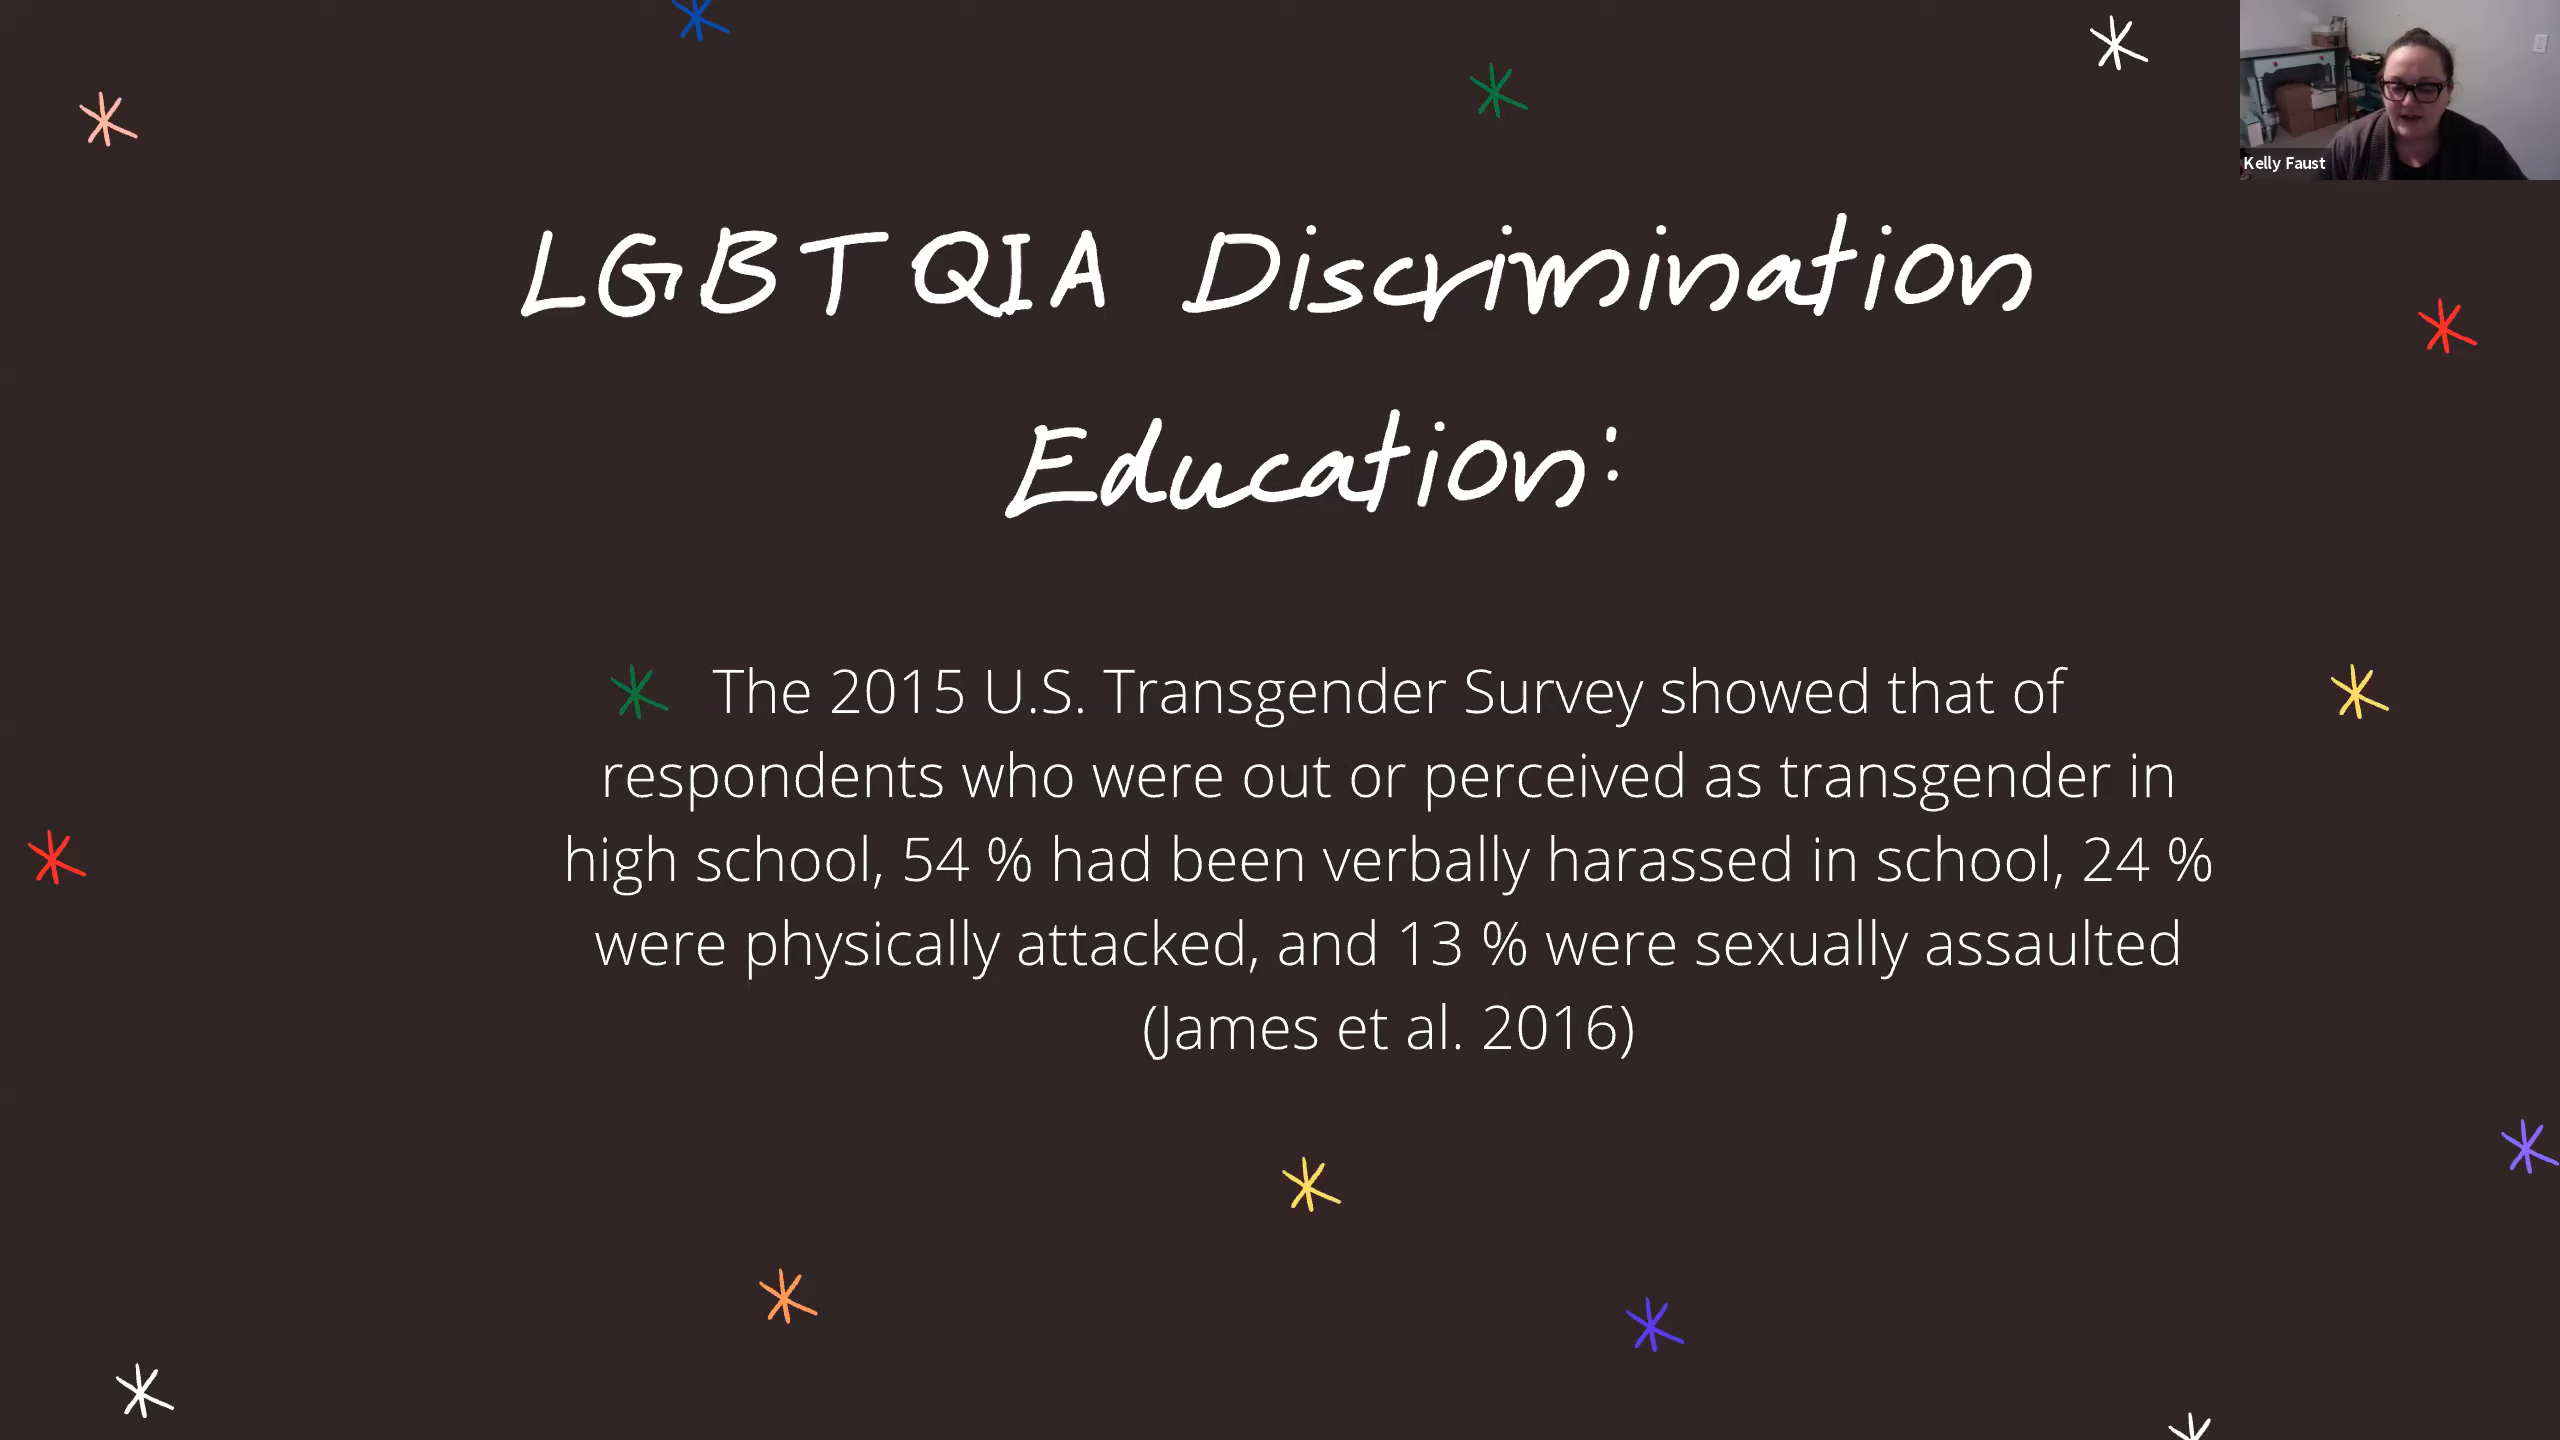 Kelly Faust
LGBTQIA Discrimination
Education:
The 2015 U.S. Transgender Survey showed that of
respondents who were out or perceived as transgender in
high school, 54 % had been verbally harassed in school, 24 %
were physically attacked, and 13 % were sexually assaulted
(James et al. 2016)